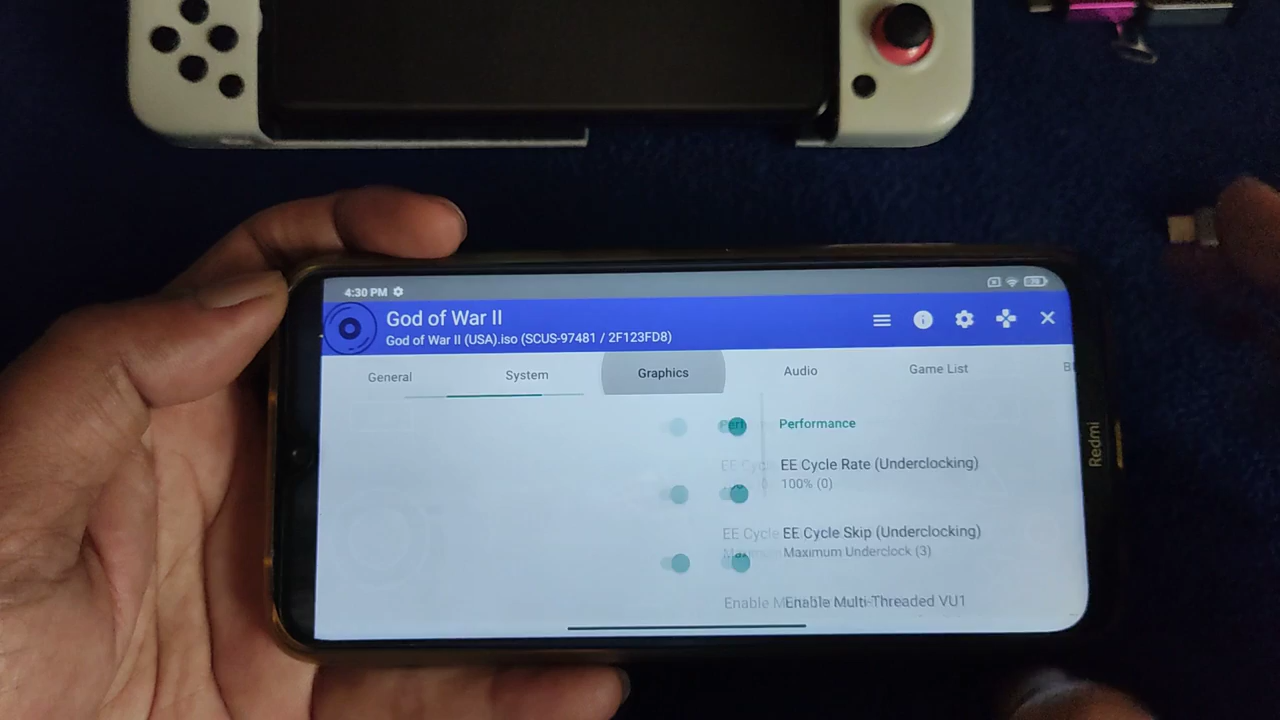 4:30 PM
God of War II
God of War II (USA).iso (SCUS-97481 / 2F123FD8)
General System Graphics Audio Game List
Performance
EE Cycle Rate (Underclocking)
100% (0)
EE Cycle Skip (Underclocking)
Maximum Underclock (3)
Enable Multi-Threaded VU1
Redmi